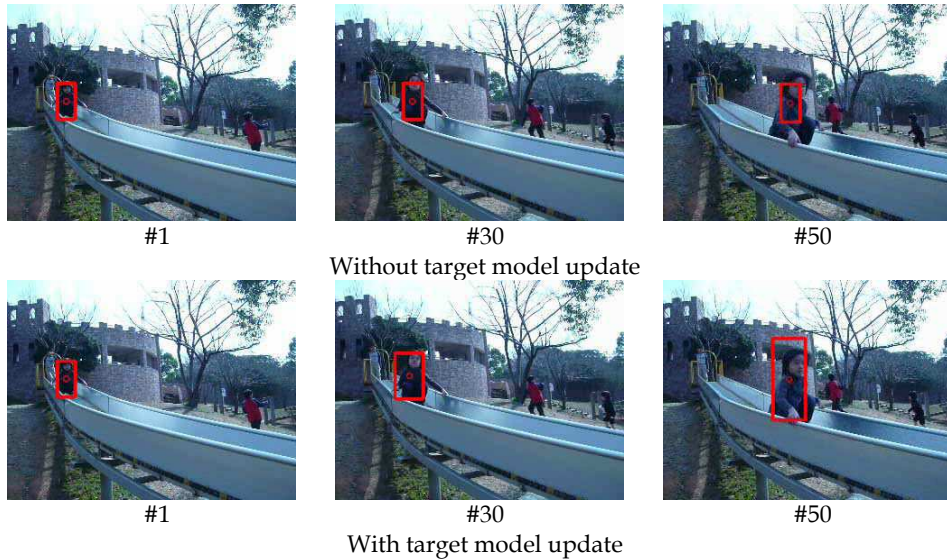 #1 #30 #50
Without target model update
#1 #30 #50
With target model update